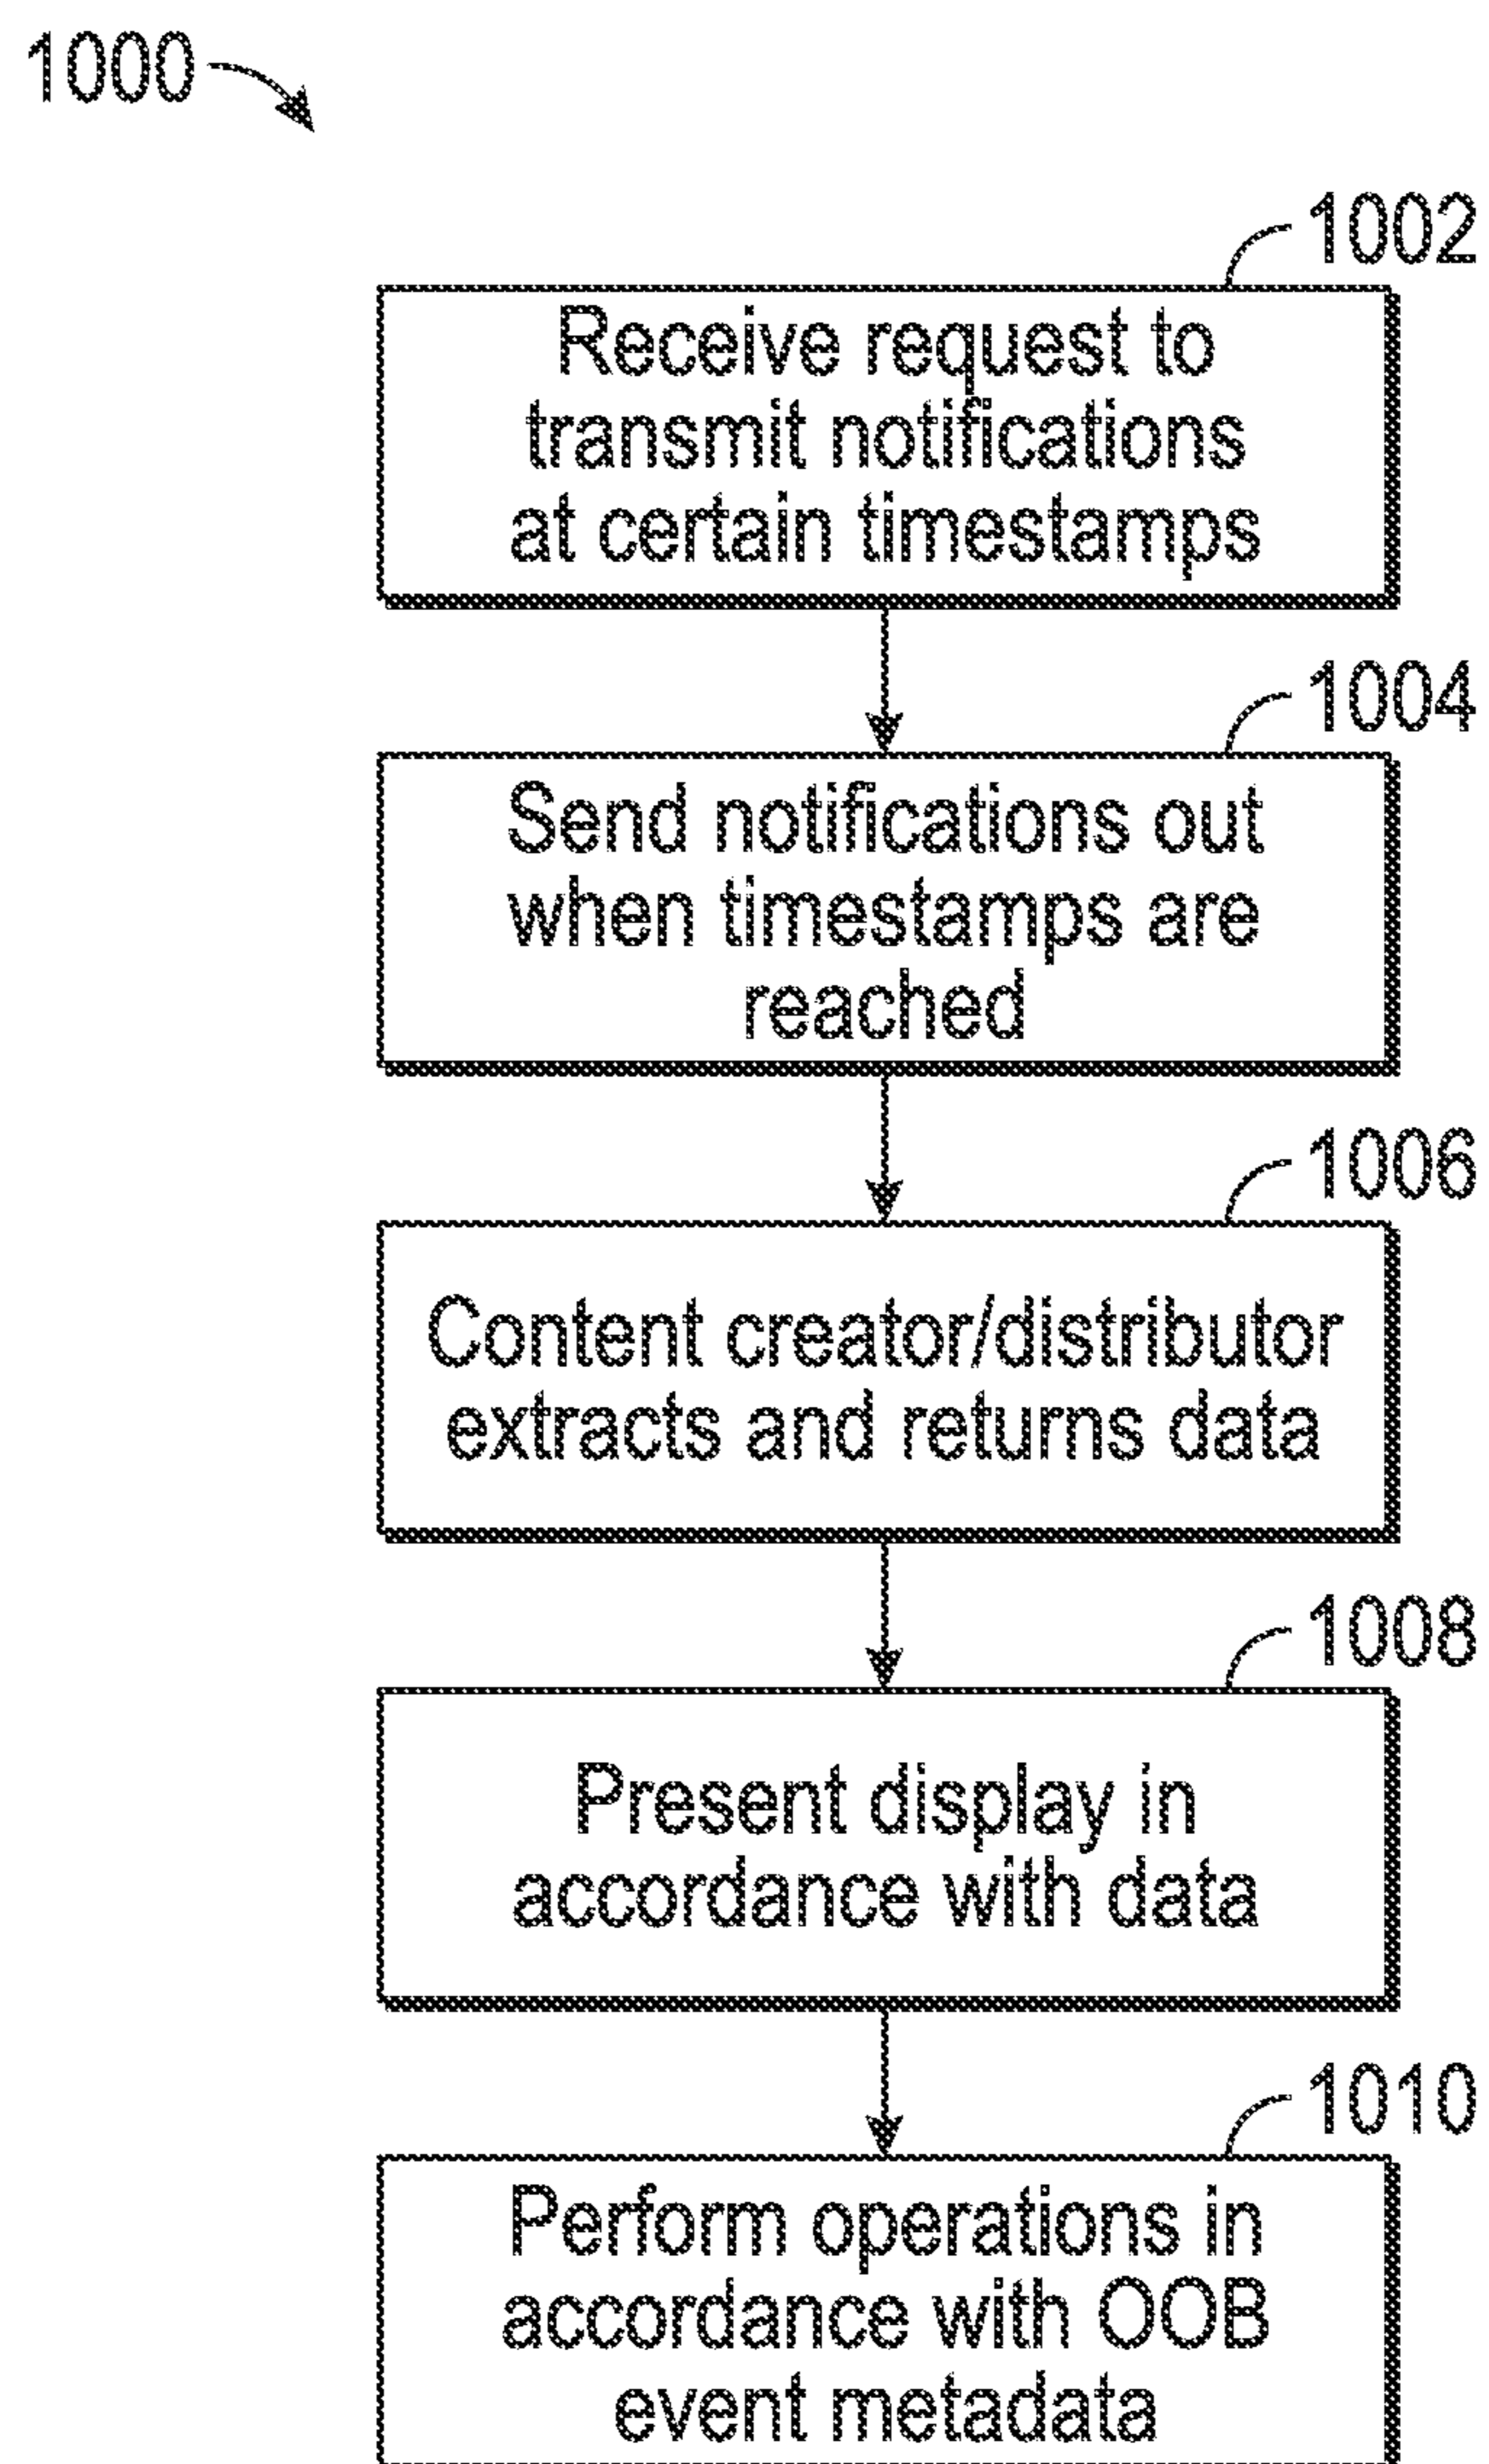 1000
1002
Receive request to
transmit notifications
at certain timestamps
1004
Send notifications out
when timestamps are
reached
1006
Content creator/distributor
extracts and returns data
1008
Present display in
accordance with data
1010
Perform operations in
accordance with OOB
event metadata